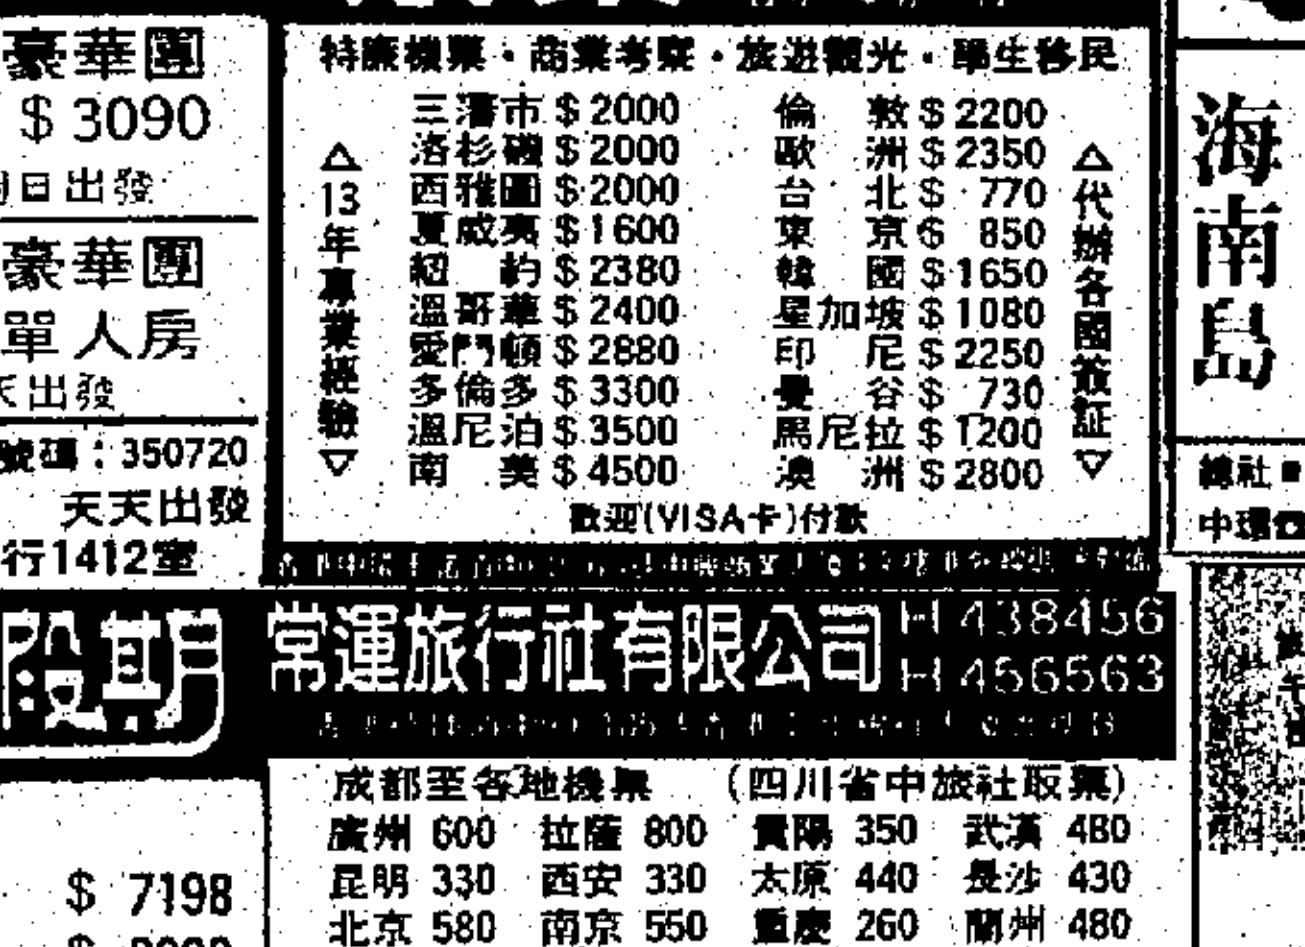 豪華團
$3090
日出發
豪華團
單人房
天出發
號碼：350720
天天出發
行1412室
股期
$ 7198
特廉機票・商業考察・旅遊觀光・學生移民
△13年專業經驗▽
三藩市 $2000
洛杉磯 $2000
西雅圖 $2000
夏威夷 $1600
紐約 $2380
溫哥華 $2400
愛門頓 $2880
多倫多 $3300
溫尼泊 $3500
南美 $4500
倫敦 $2200
歐洲 $2350
台北 $770
東京 $850
韓國 $1650
星加坡 $1080
印尼 $2250
曼谷 $730
馬尼拉 $1200
澳洲 $2800
△代辦各國簽証▽
歡迎(VISA卡)付款
常運旅行社有限公司 H-438456
H-456563
成都至各地機票 (四川省中旅社取票)
廣州 600 拉薩 800 貴陽 350 武漢 480
昆明 330 西安 330 太原 440 長沙 430
北京 580 南京 550 重慶 260 蘭州 480
海南島
總社
中環